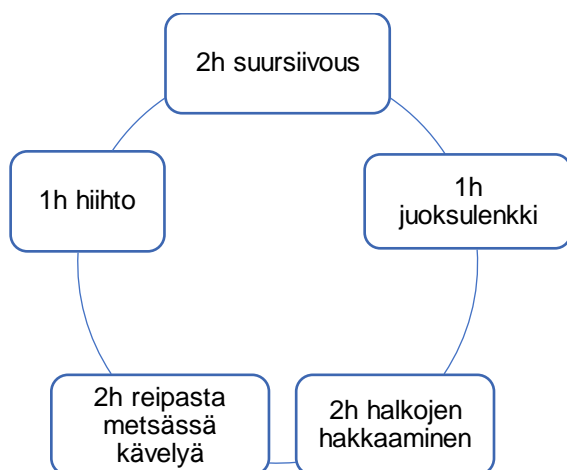 2h suursiivous
1h
juoksulenkki
2h halkojen
hakkaaminen
2h reipasta
metsässä
kävelyä
1h hiihto